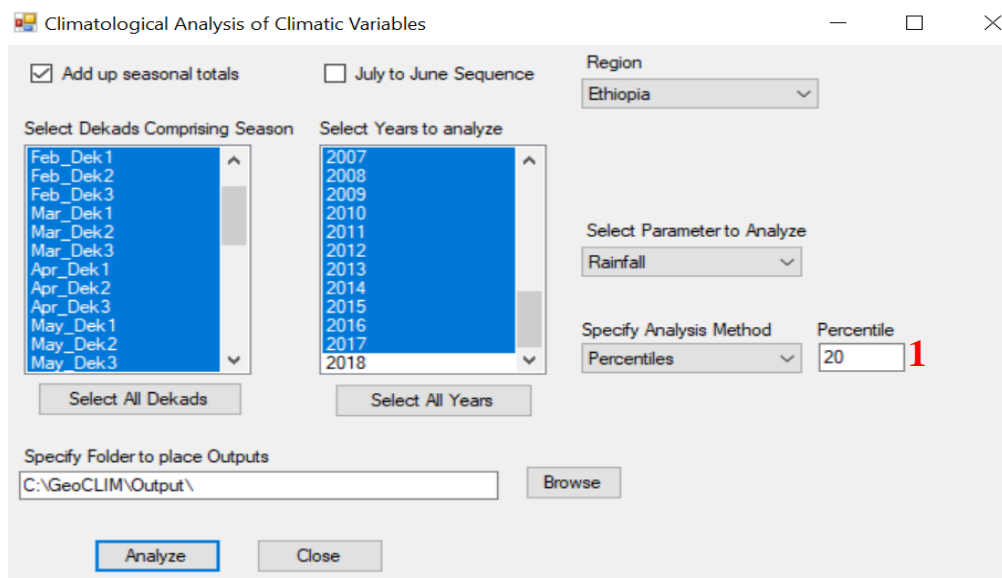 Climatological Analysis of Climatic Variables
Add up seasonal totals
July to June Sequence
Region
Ethiopia
Select Dekads Comprising Season
Feb_Dek1
Feb_Dek2
Feb_Dek3
Mar_Dek1
Mar_Dek2
Mar_Dek3
Apr_Dek1
Apr_Dek2
Apr_Dek3
May_Dek1
May_Dek2
May_Dek3
Select All Dekads
Select Years to analyze
2007
2008
2009
2010
2011
2012
2013
2014
2015
2016
2017
2018
Select All Years
Select Parameter to Analyze
Rainfall
Specify Analysis Method
Percentiles
Percentile
20
1
Specify Folder to place Outputs
C:\GeoCLIM\Output\
Browse
Analyze
Close